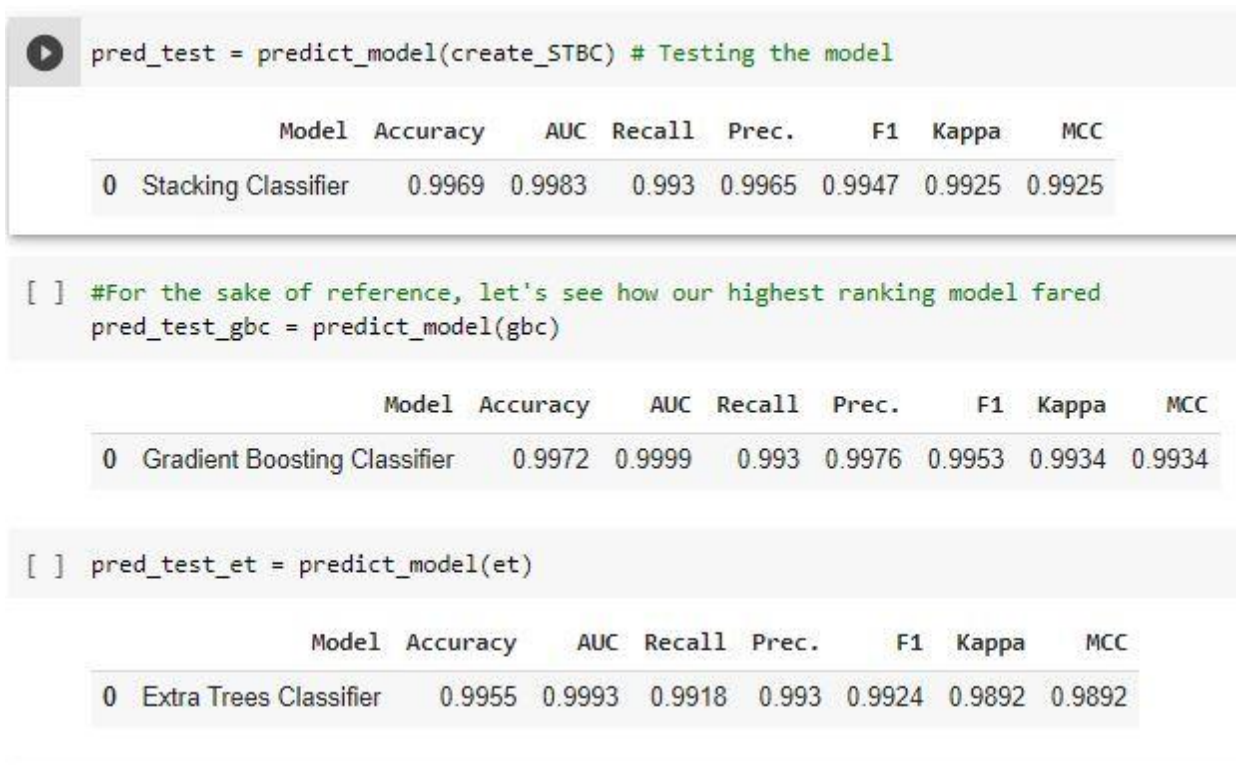 pred_test = predict_model(create_STBC) # Testing the model
Model Accuracy AUC Recall Prec. F1 Kappa MCC
0 Stacking Classifier 0.9969 0.9983 0.993 0.9965 0.9947 0.9925 0.9925
[ ] #For the sake of reference, let's see how our highest ranking model fared
pred_test_gbc = predict_model(gbc)
Model Accuracy AUC Recall Prec. F1 Kappa MCC
0 Gradient Boosting Classifier 0.9972 0.9999 0.993 0.9976 0.9953 0.9934 0.9934
[ ] pred_test_et = predict_model(et)
Model Accuracy AUC Recall Prec. F1 Kappa MCC
0 Extra Trees Classifier 0.9955 0.9993 0.9918 0.993 0.9924 0.9892 0.9892